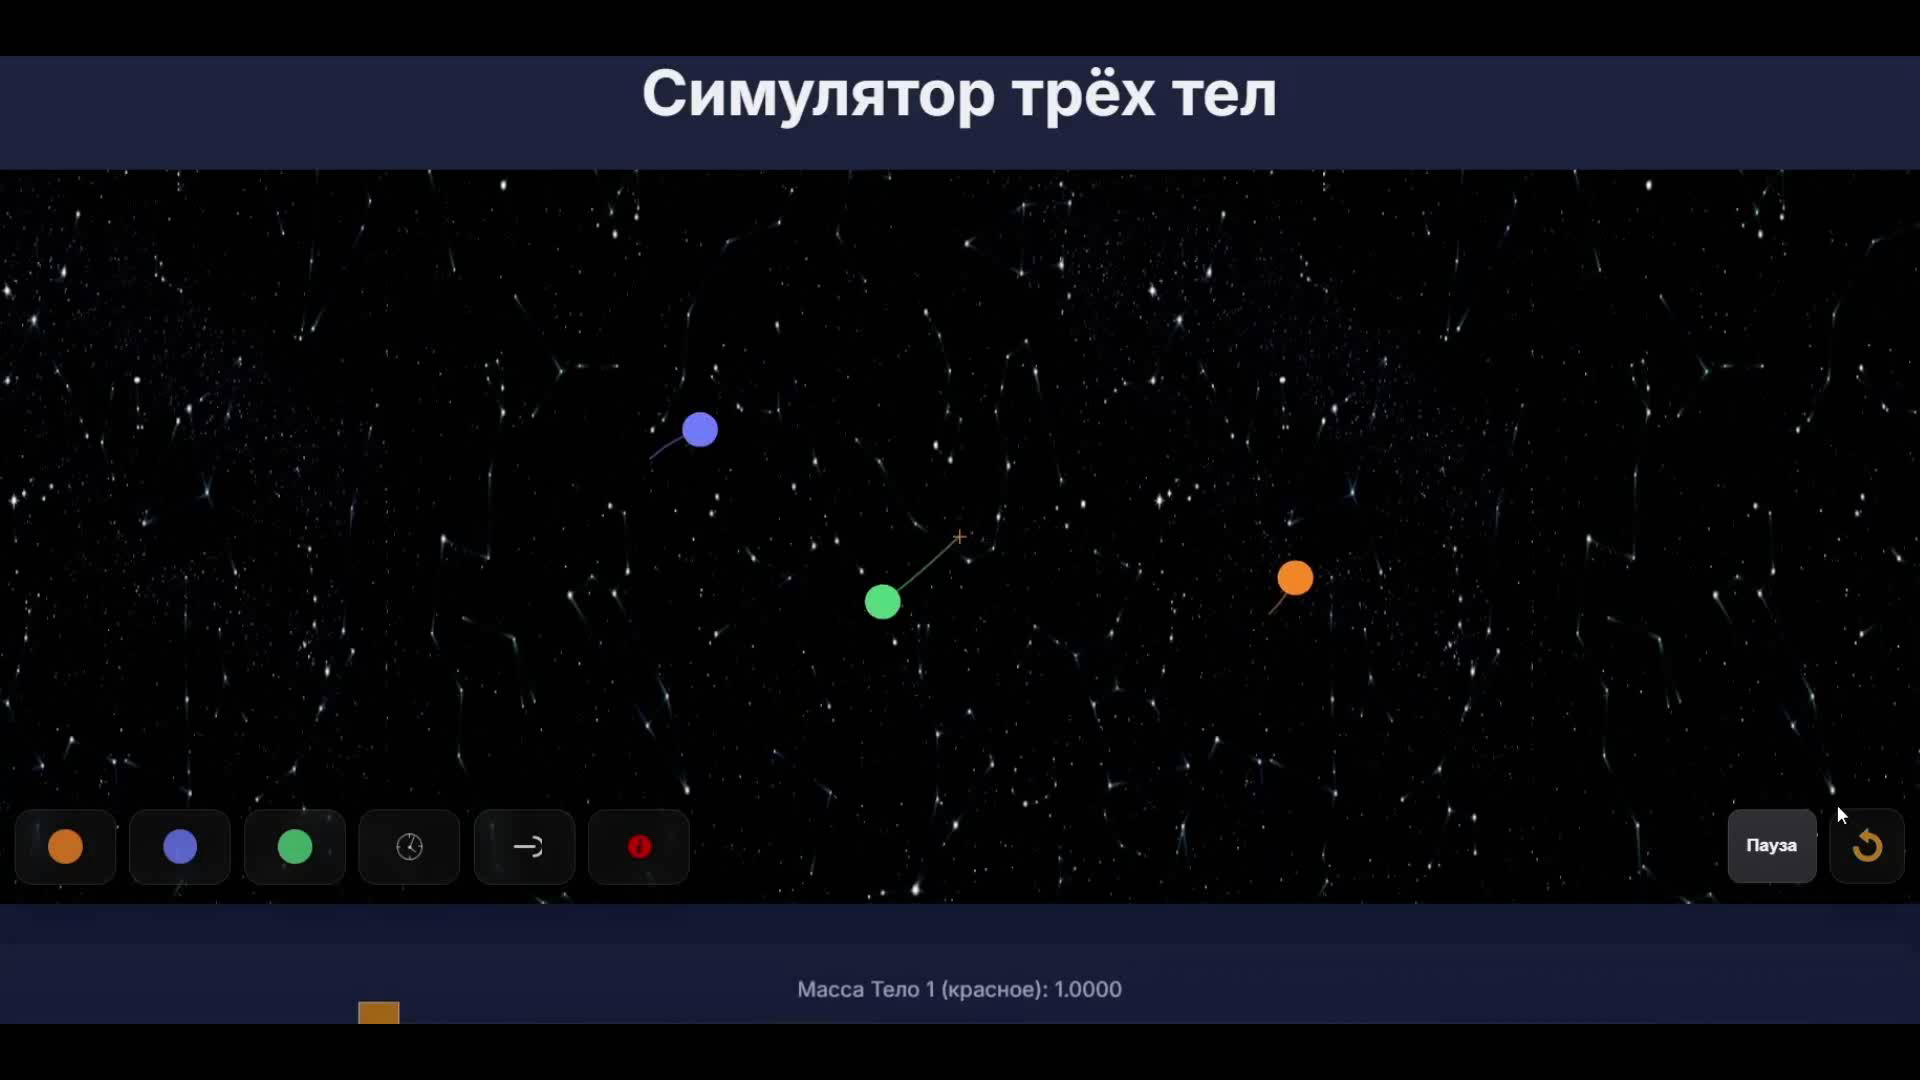 Симулятор трёх тел
Пауза
Масса Тело 1 (красное): 1.0000